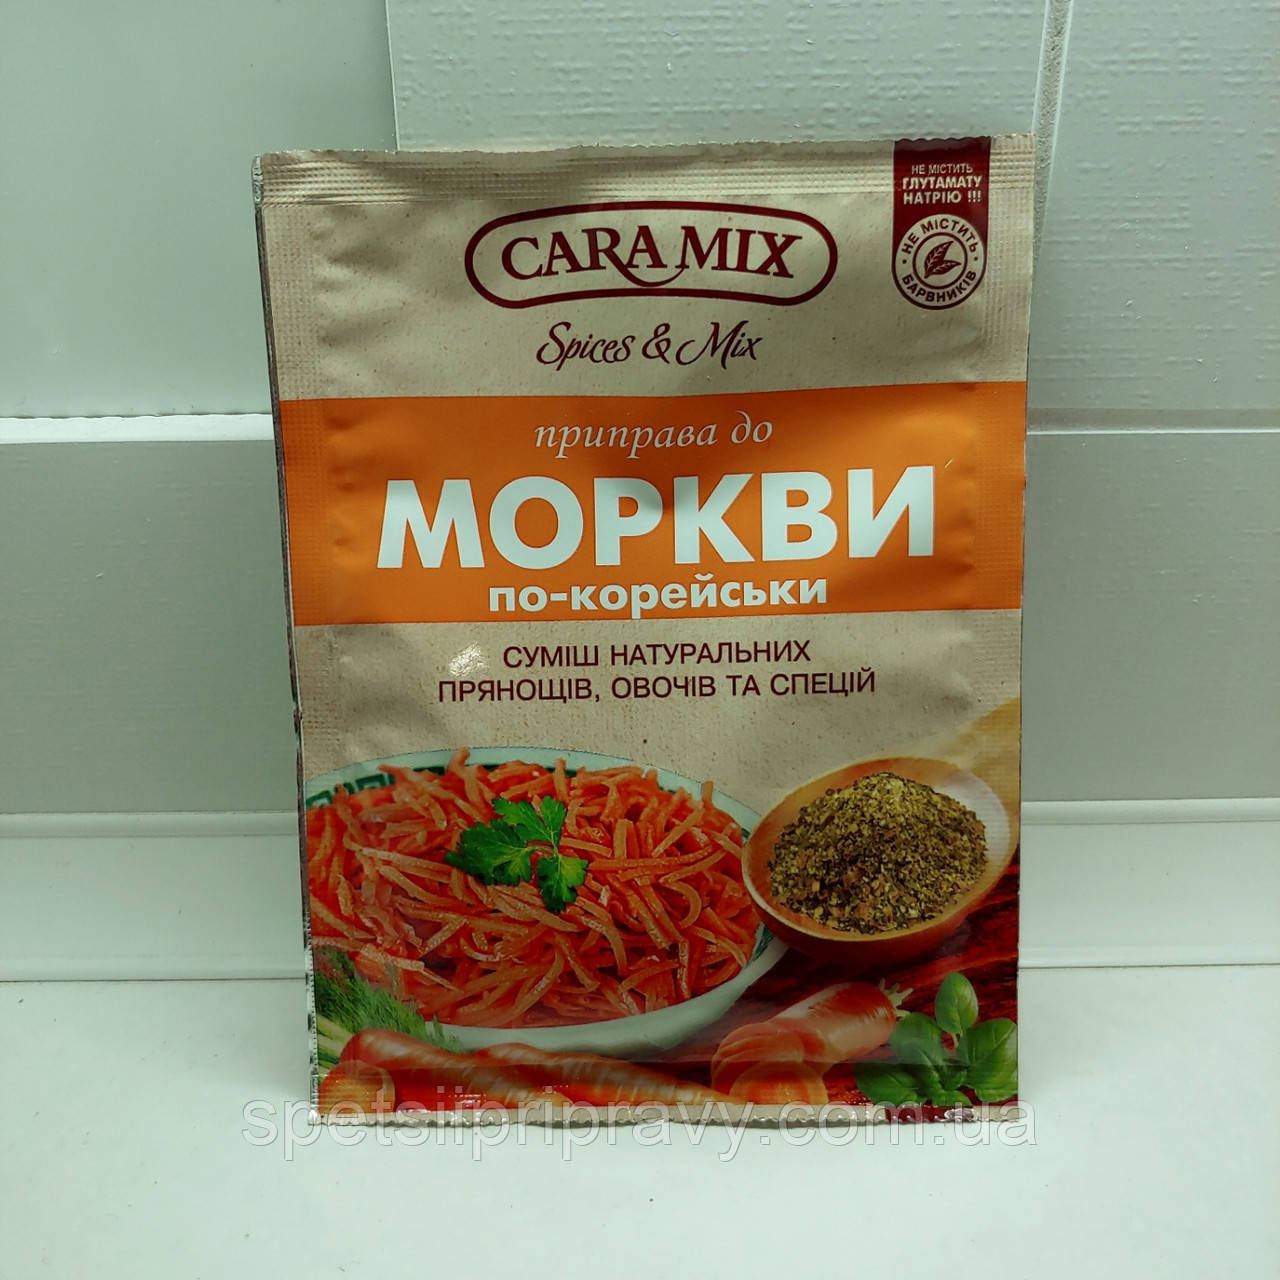 НЕ МІСТИТЬ
ГЛУТАМАТУ
НАТРІЮ !!!
НЕ МІСТИТЬ
БАРВНИКІВ
CARA MIX
Spices & Mix
приправа до
МОРКВИ
по-корейськи
СУМІШ НАТУРАЛЬНИХ
ПРЯНОЩІВ, ОВОЧІВ ТА СПЕЦІЙ
spetsiipripravy.com.ua